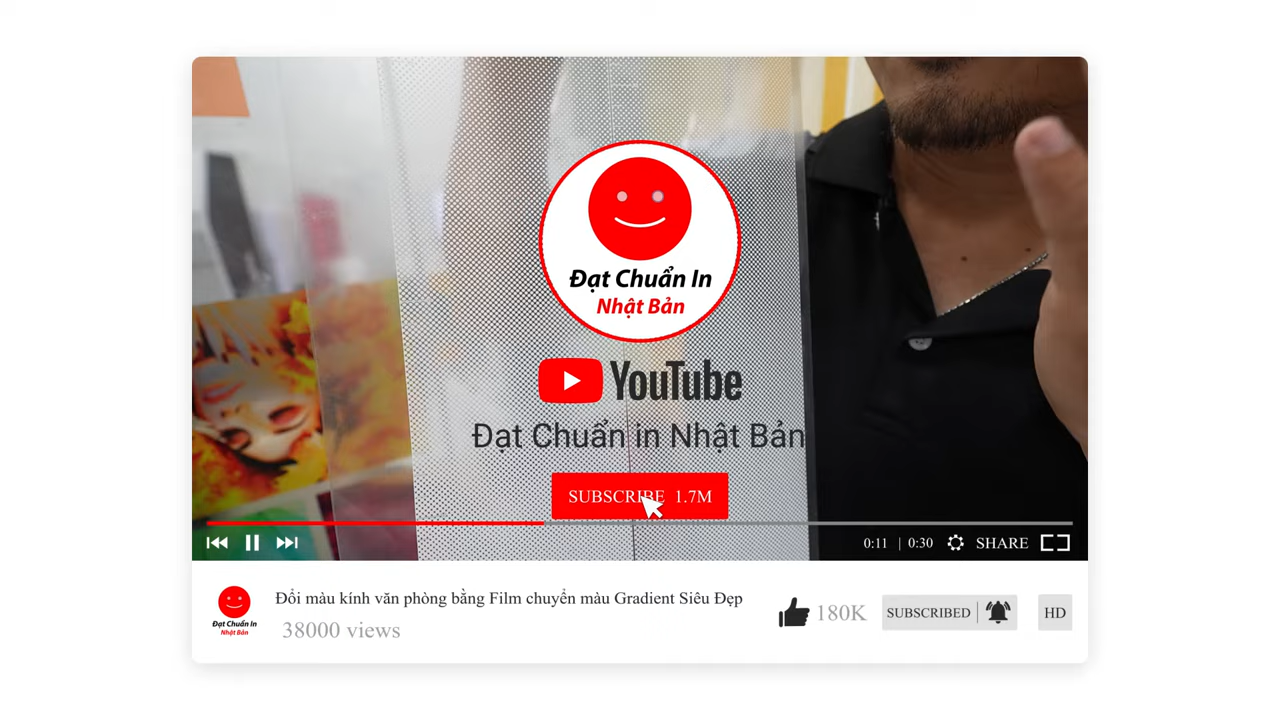 Đạt Chuẩn In
Nhật Bản
YouTube
Đạt Chuẩn in Nhật Bản
SUBSCRIBE 1.7M
0:11 | 0:30 SHARE
Đổi màu kính văn phòng bằng Film chuyển màu Gradient Siêu Đẹp
38000 views
180K
SUBSCRIBED
HD
Đạt Chuẩn In
Nhật Bản